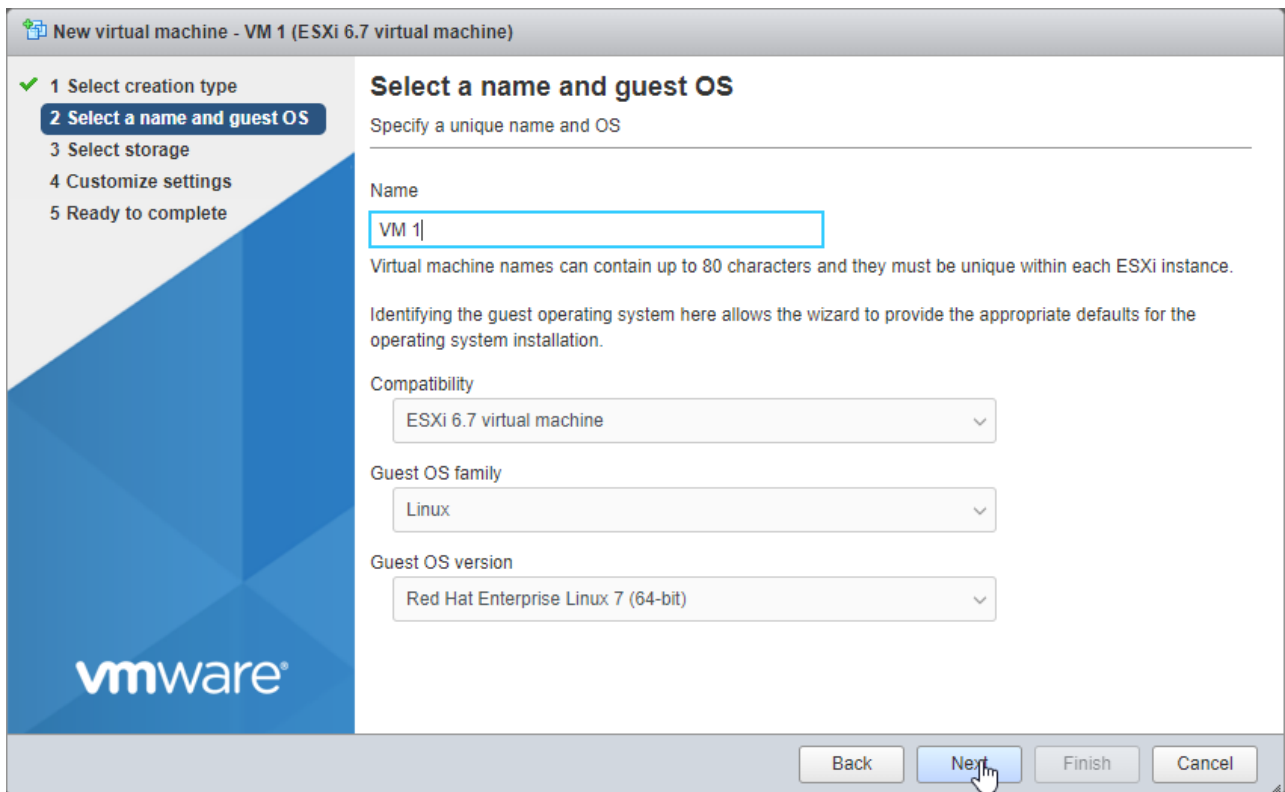 New virtual machine - VM 1 (ESXi 6.7 virtual machine)
1 Select creation type
2 Select a name and guest OS
3 Select storage
4 Customize settings
5 Ready to complete
vmware®
Select a name and guest OS
Specify a unique name and OS
Name
VM 1
Virtual machine names can contain up to 80 characters and they must be unique within each ESXi instance.
Identifying the guest operating system here allows the wizard to provide the appropriate defaults for the
operating system installation.
Compatibility
ESXi 6.7 virtual machine
Guest OS family
Linux
Guest OS version
Red Hat Enterprise Linux 7 (64-bit)
Back Next Finish Cancel